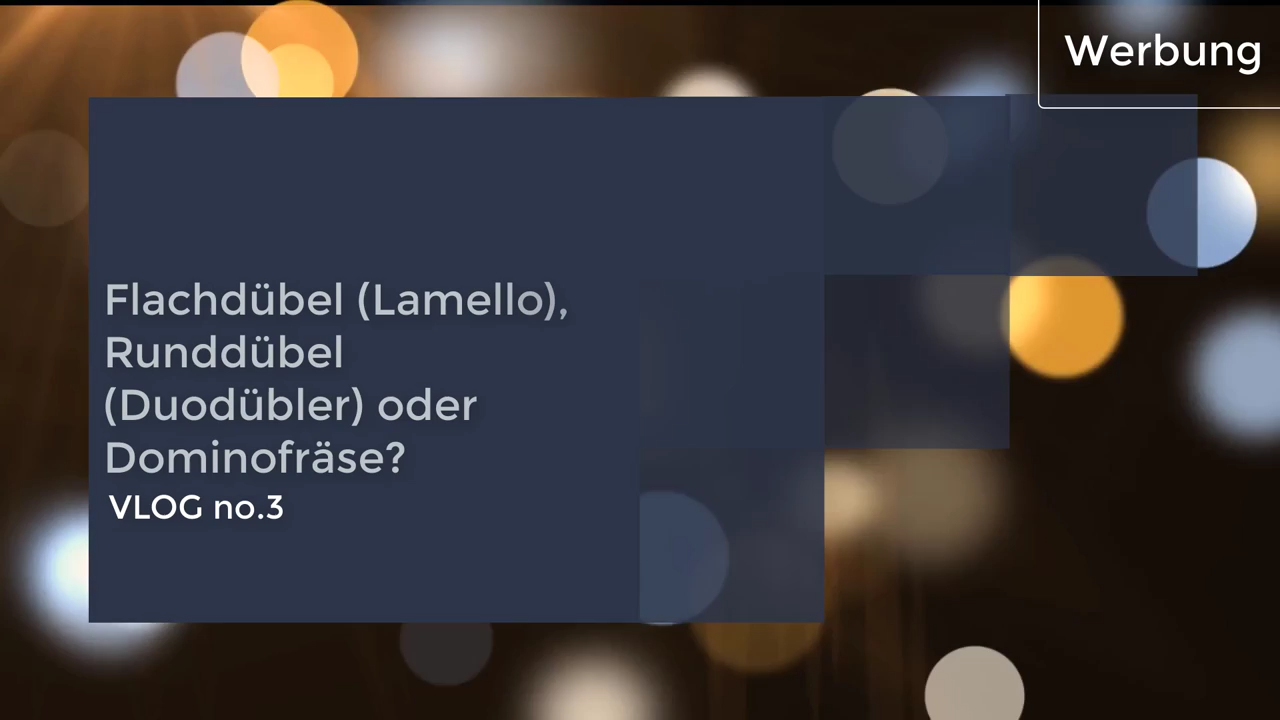 Werbung
Flachdübel (Lamello),
Runddübel
(Duodübler) oder
Dominofräse?
VLOG no.3